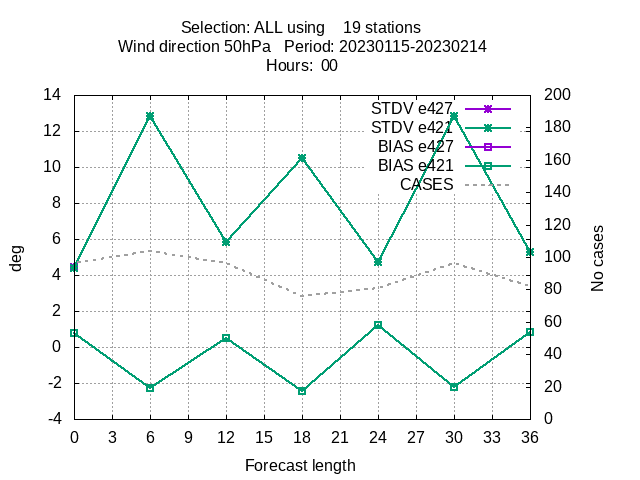 Selection: ALL using 19 stations
Wind direction 50hPa Period: 20230115-20230214
Hours: 00
14
12
10
8
6
4
2
0
-2
-4
deg
STDV e427
STDV e421
BIAS e427
BIAS e421
CASES
200
180
160
140
120
100
80
60
40
20
0
No cases
0 3 6 9 12 15 18 21 24 27 30 33 36
Forecast length